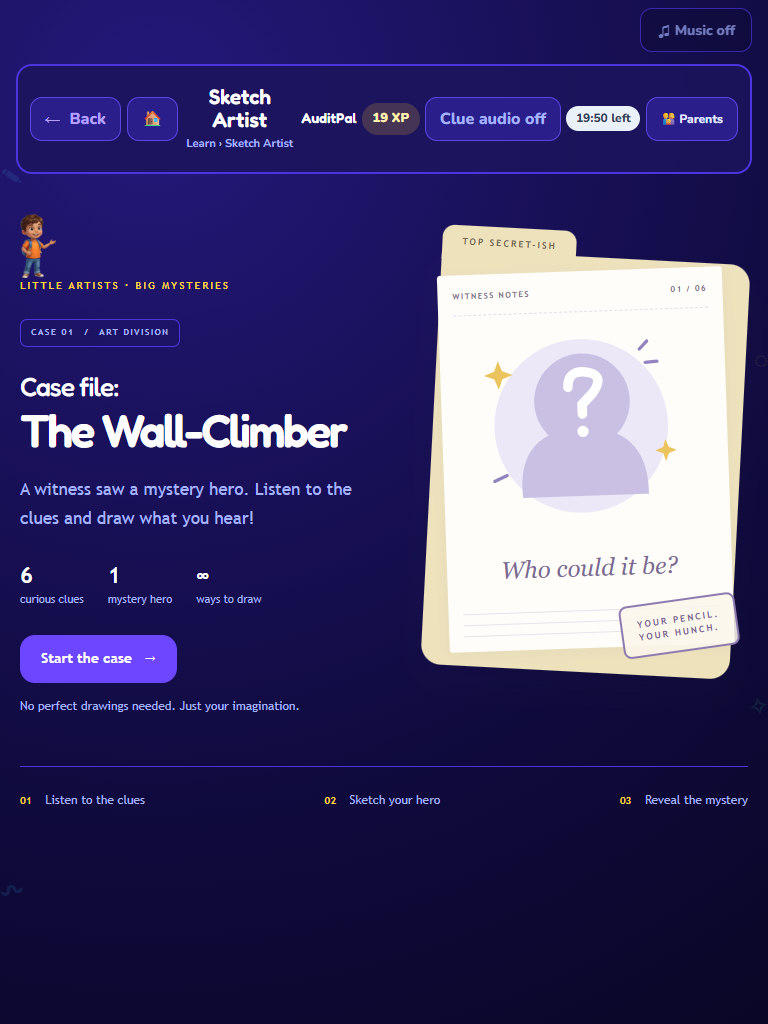 ♫ Music off
← Back
🏠
Sketch
Artist
Learn › Sketch Artist
AuditPal
19 XP
Clue audio off
19:50 left
Parents
LITTLE ARTISTS · BIG MYSTERIES
CASE 01 / ART DIVISION
Case file:
The Wall-Climber
A witness saw a mystery hero. Listen to the
clues and draw what you hear!
6
curious clues
1
mystery hero
∞
ways to draw
Start the case →
No perfect drawings needed. Just your imagination.
TOP SECRET-ISH
WITNESS NOTES
01 / 06
?
Who could it be?
YOUR PENCIL.
YOUR HUNCH.
01 Listen to the clues
02 Sketch your hero
03 Reveal the mystery